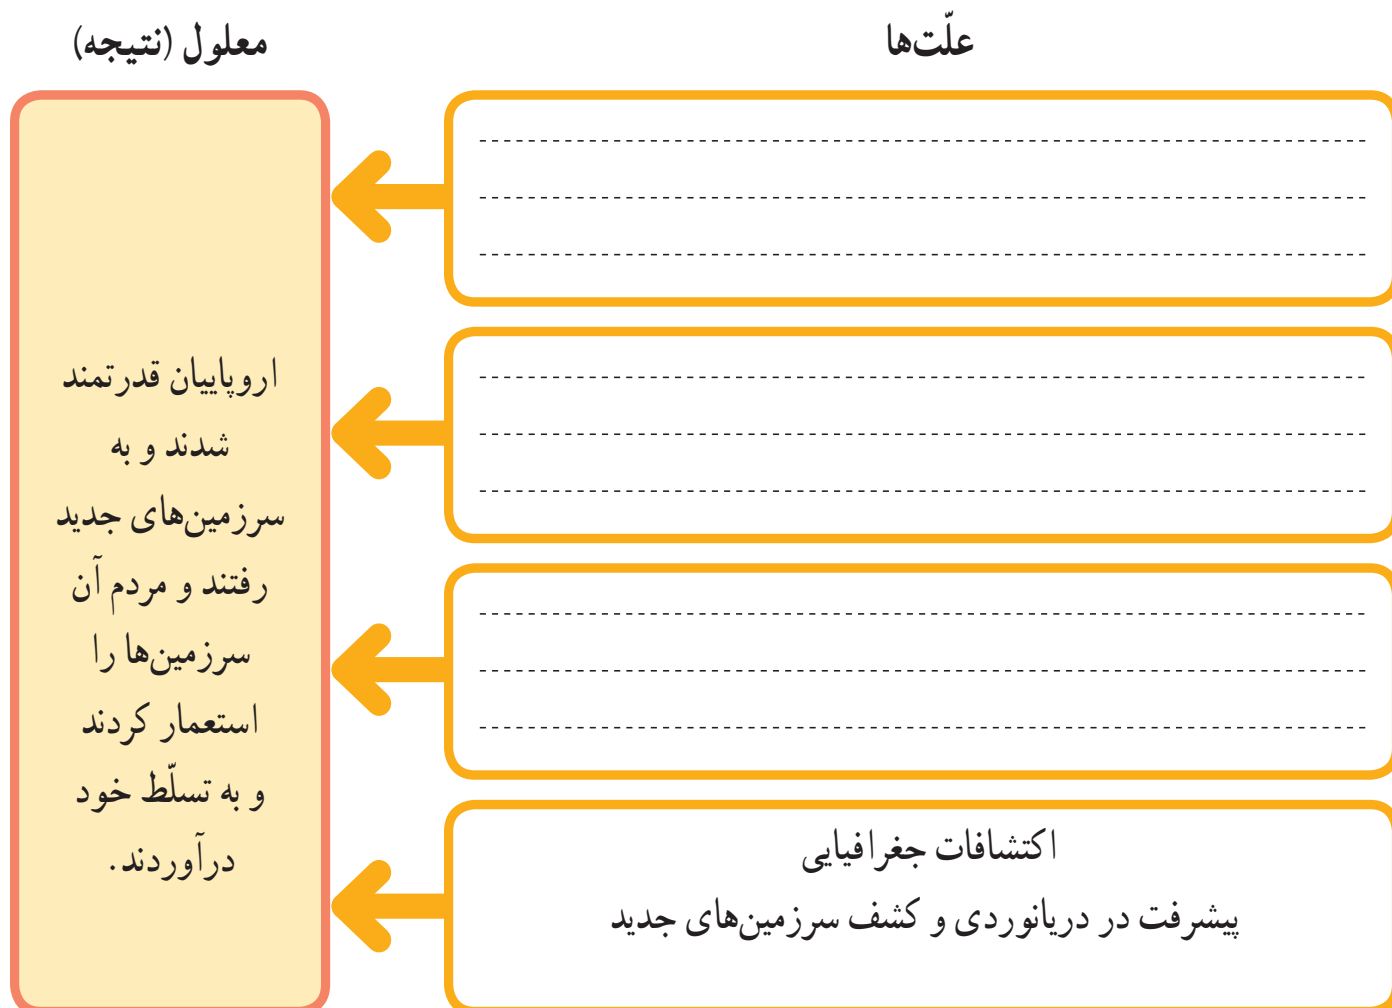 علّت‌ها
معلول (نتیجه)
اکتشافات جغرافیایی
پیشرفت در دریانوردی و کشف سرزمین‌های جدید
اروپاییان قدرتمند
شدند و به
سرزمین‌های جدید
رفتند و مردم آن
سرزمین‌ها را
استعمار کردند
و به تسلّط خود
درآوردند.